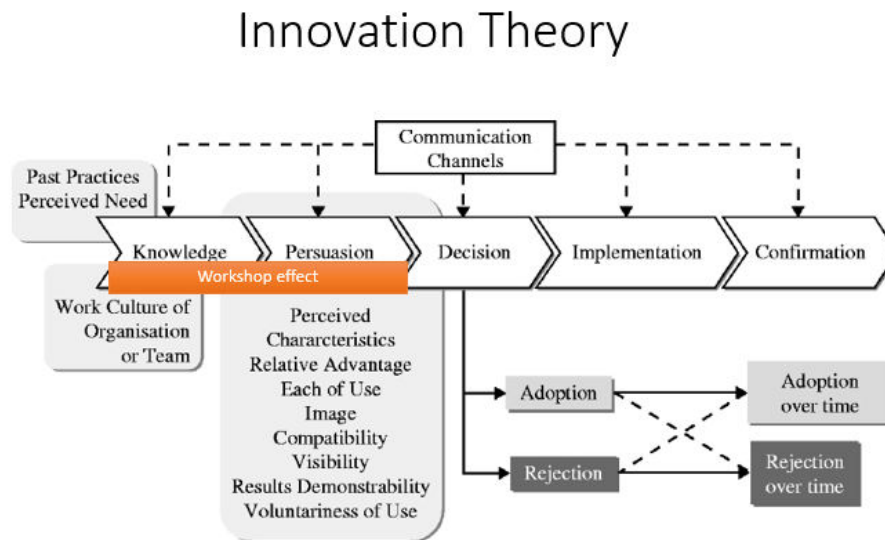 Innovation Theory
Communication
Channels
Past Practices
Perceived Need
Knowledge
Persuasion
Decision
Implementation
Confirmation
Workshop effect
Work Culture of
Organisation
or Team
Perceived
Chararcteristics
Relative Advantage
Each of Use
Image
Compatibility
Visibility
Results Demonstrability
Voluntariness of Use
Adoption
Adoption
over time
Rejection
Rejection
over time